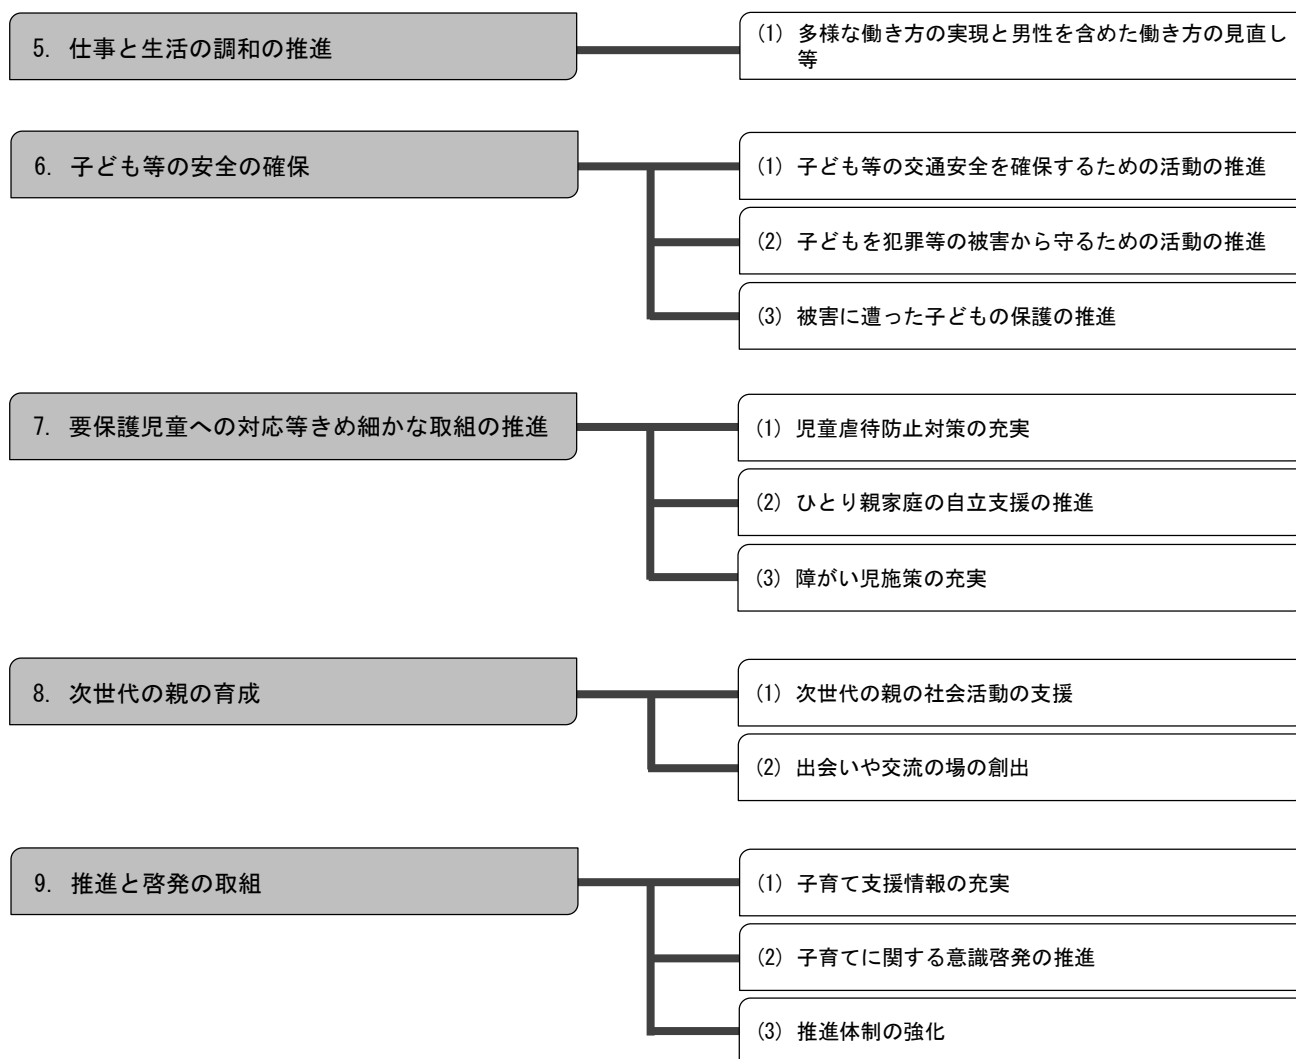 5. 仕事と生活の調和の推進
(1) 多様な働き方の実現と男性を含めた働き方の見直し
等
6. 子ども等の安全の確保
(1) 子ども等の交通安全を確保するための活動の推進
(2) 子どもを犯罪等の被害から守るための活動の推進
(3) 被害に遭った子どもの保護の推進
7. 要保護児童への対応等きめ細かな取組の推進
(1) 児童虐待防止対策の充実
(2) ひとり親家庭の自立支援の推進
(3) 障がい児施策の充実
8. 次世代の親の育成
(1) 次世代の親の社会活動の支援
(2) 出会いや交流の場の創出
9. 推進と啓発の取組
(1) 子育て支援情報の充実
(2) 子育てに関する意識啓発の推進
(3) 推進体制の強化